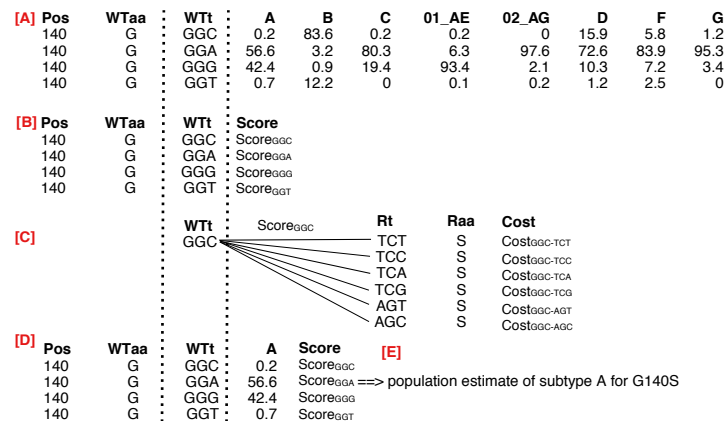 [A] Pos WTaa WTt A B C 01_AE 02_AG D F G
140 G GGC 0.2 83.6 0.2 0.2 0 15.9 5.8 1.2
140 G GGA 56.6 3.2 80.3 6.3 97.6 72.6 83.9 95.3
140 G GGG 42.4 0.9 19.4 93.4 2.1 10.3 7.2 3.4
140 G GGT 0.7 12.2 0 0.1 0.2 1.2 2.5 0
[B] Pos WTaa WTt Score
140 G GGC ScoreGGC
140 G GGA ScoreGGA
140 G GGG ScoreGGG
140 G GGT ScoreGGT
[C] WTt ScoreGGC Rt Raa Cost
GGC TCT S CostGGC-TCT
TCC S CostGGC-TCC
TCA S CostGGC-TCA
TCG S CostGGC-TCG
AGT S CostGGC-AGT
AGC S CostGGC-AGC
[D] Pos WTaa WTt A Score [E]
140 G GGC 0.2 ScoreGGC
140 G GGA 56.6 ScoreGGA ==> population estimate of subtype A for G140S
140 G GGG 42.4 ScoreGGG
140 G GGT 0.7 ScoreGGT